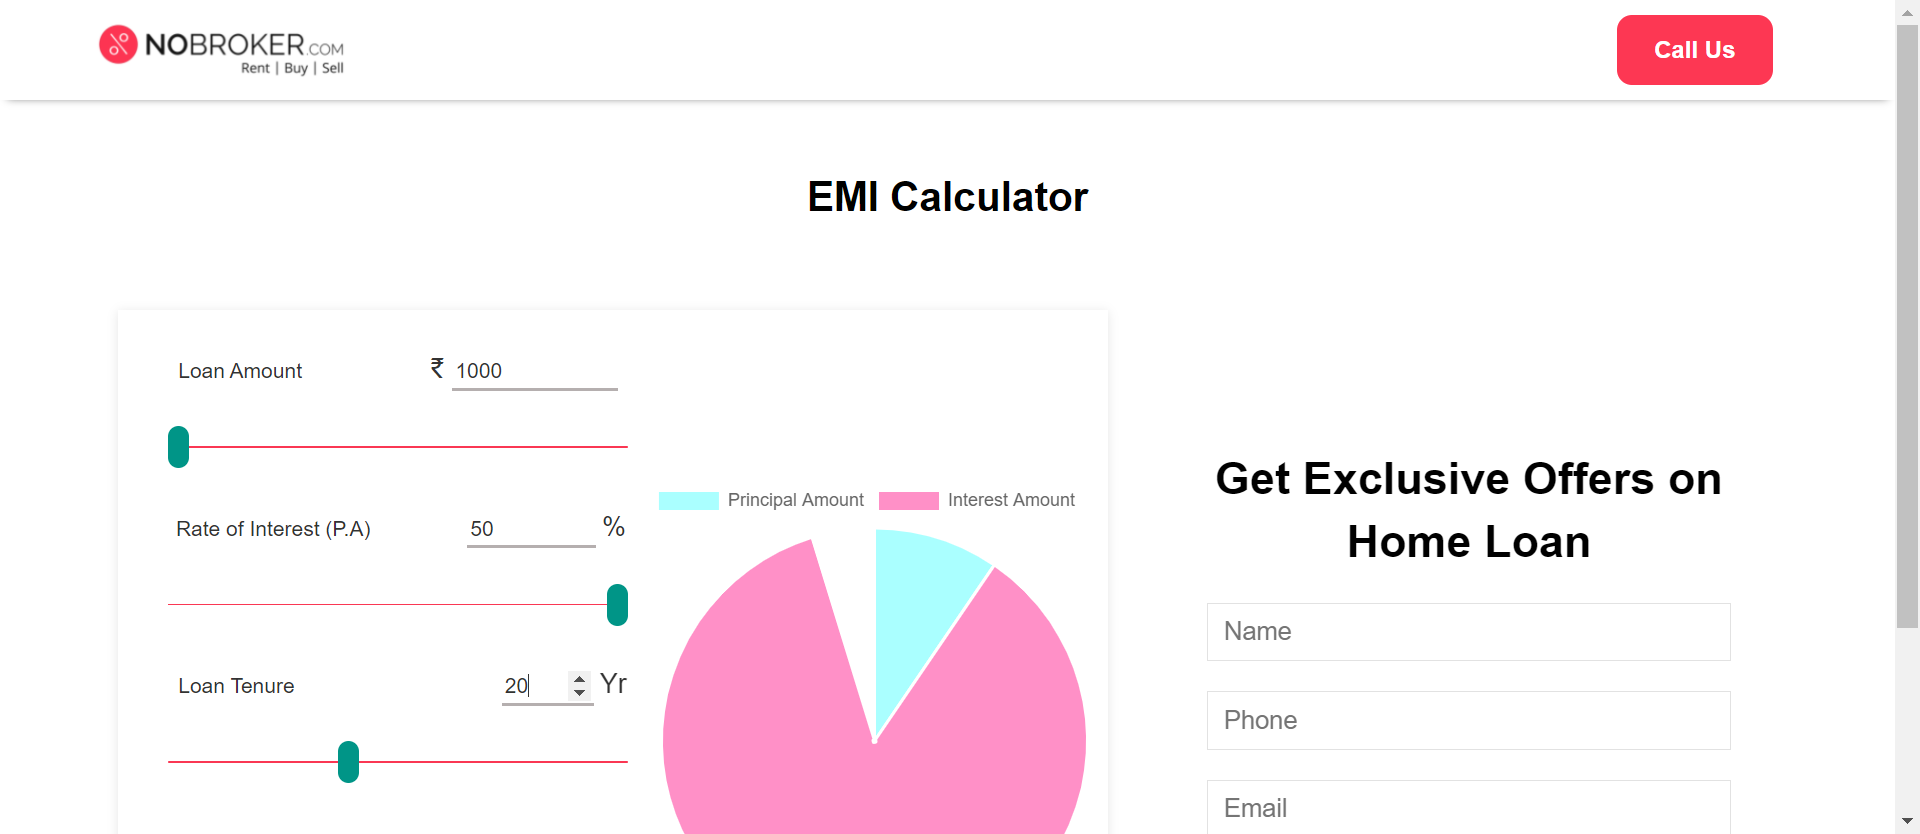 NOBROKER.COM
Rent | Buy | Sell
Call Us
EMI Calculator
Loan Amount ₹ 1000
Rate of Interest (P.A) 50 %
Loan Tenure 20 Yr
Principal Amount Interest Amount
Get Exclusive Offers on
Home Loan
Name
Phone
Email